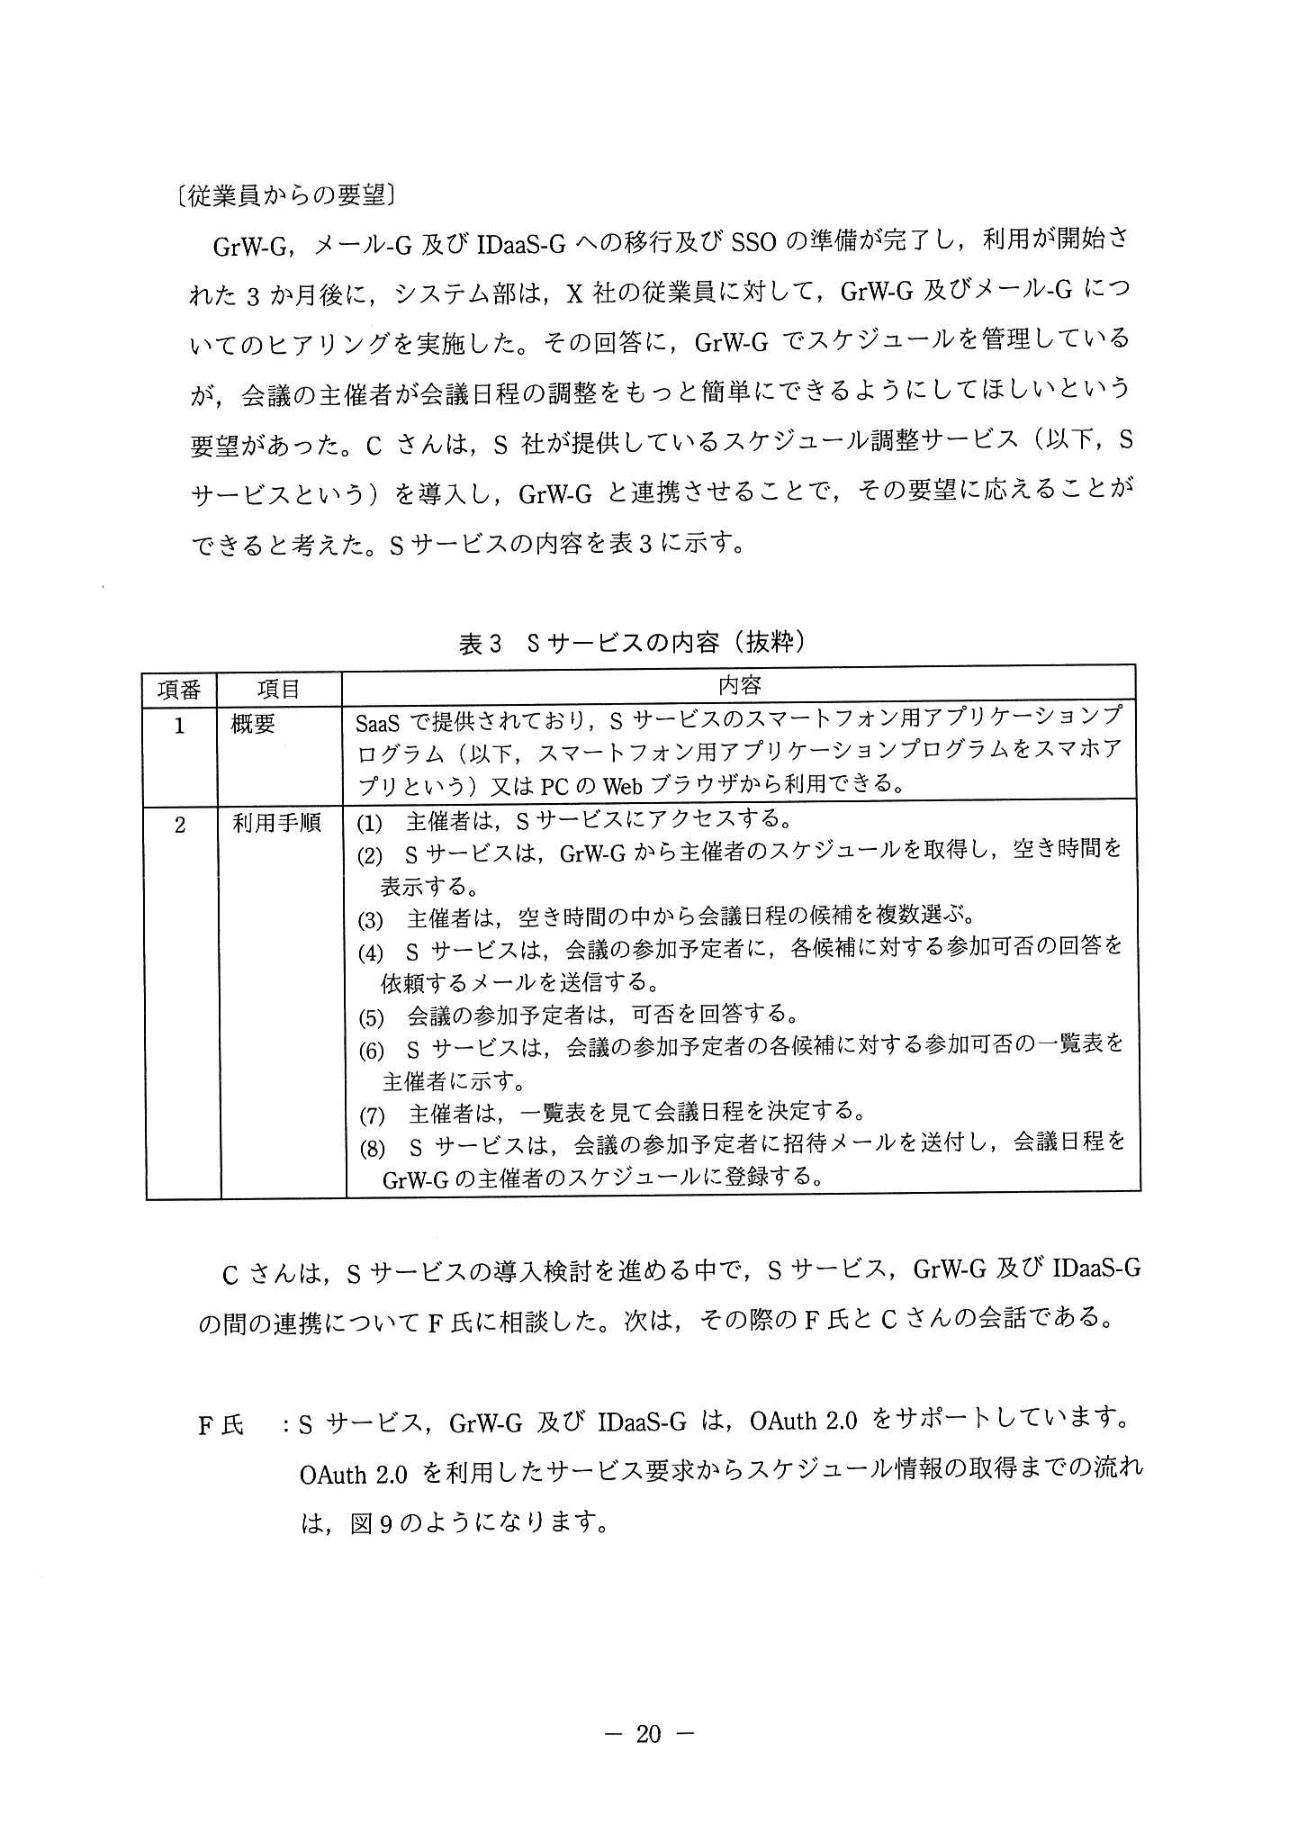 〔従業員からの要望〕
GrW-G，メール-G 及び IDaaS-G への移行及び SSO の準備が完了し，利用が開始さ
れた 3 か月後に，システム部は，X 社の従業員に対して，GrW-G 及びメール-G につ
いてのヒアリングを実施した。その回答に，GrW-G でスケジュールを管理している
が，会議の主催者が会議日程の調整をもっと簡単にできるようにしてほしいという
要望があった。C さんは，S 社が提供しているスケジュール調整サービス（以下，S
サービスという）を導入し，GrW-G と連携させることで，その要望に応えることが
できると考えた。S サービスの内容を表 3 に示す。
表 3　S サービスの内容（抜粋）
項番 項目 内容
1 概要 SaaS で提供されており，S サービスのスマートフォン用アプリケーションプ
ログラム（以下，スマートフォン用アプリケーションプログラムをスマホア
プリという）又は PC の Web ブラウザから利用できる。
2 利用手順 (1)　主催者は，S サービスにアクセスする。
(2)　S サービスは，GrW-G から主催者のスケジュールを取得し，空き時間を
表示する。
(3)　主催者は，空き時間の中から会議日程の候補を複数選ぶ。
(4)　S サービスは，会議の参加予定者に，各候補に対する参加可否の回答を
依頼するメールを送信する。
(5)　会議の参加予定者は，可否を回答する。
(6)　S サービスは，会議の参加予定者の各候補に対する参加可否の一覧表を
主催者に示す。
(7)　主催者は，一覧表を見て会議日程を決定する。
(8)　S サービスは，会議の参加予定者に招待メールを送付し，会議日程を
GrW-G の主催者のスケジュールに登録する。
C さんは，S サービスの導入検討を進める中で，S サービス，GrW-G 及び IDaaS-G
の間の連携について F 氏に相談した。次は，その際の F 氏と C さんの会話である。
F 氏　：S サービス，GrW-G 及び IDaaS-G は，OAuth 2.0 をサポートしています。
OAuth 2.0 を利用したサービス要求からスケジュール情報の取得までの流れ
は，図 9 のようになります。
－ 20 －